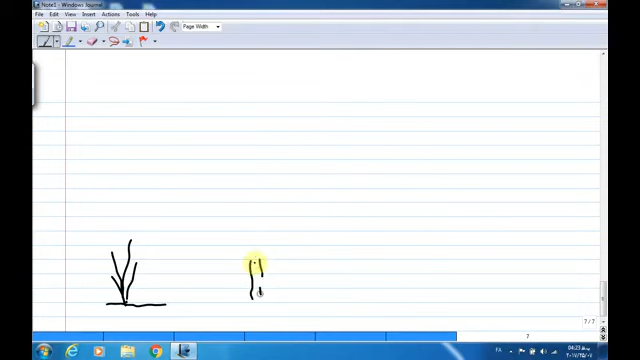 Note1 - Windows Journal
File Edit View Insert Actions Tools Help
Page Width
7 / 7
7
FA